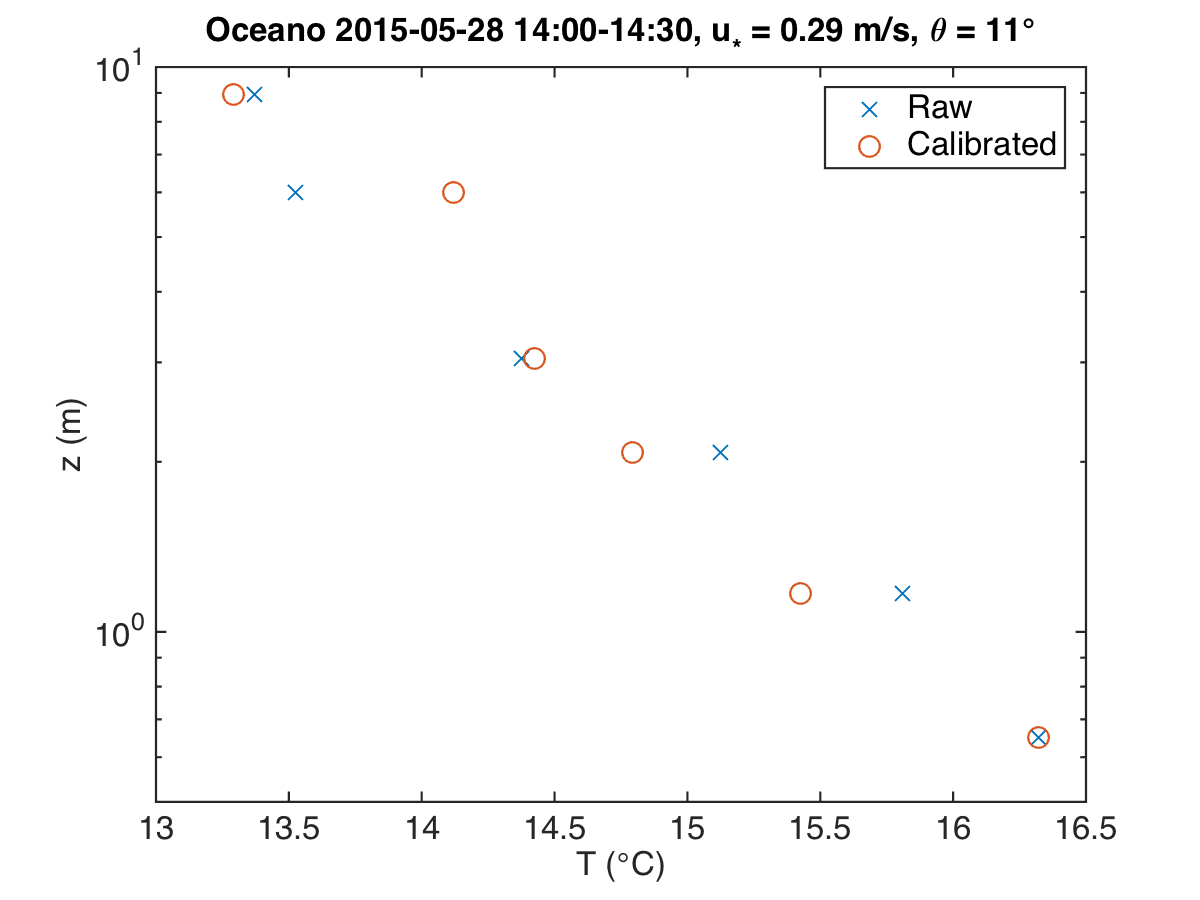 Oceano 2015-05-28 14:00-14:30, u* = 0.29 m/s, θ = 11°
10¹
Raw
Calibrated
z (m)
10⁰
13 13.5 14 14.5 15 15.5 16 16.5
T (°C)